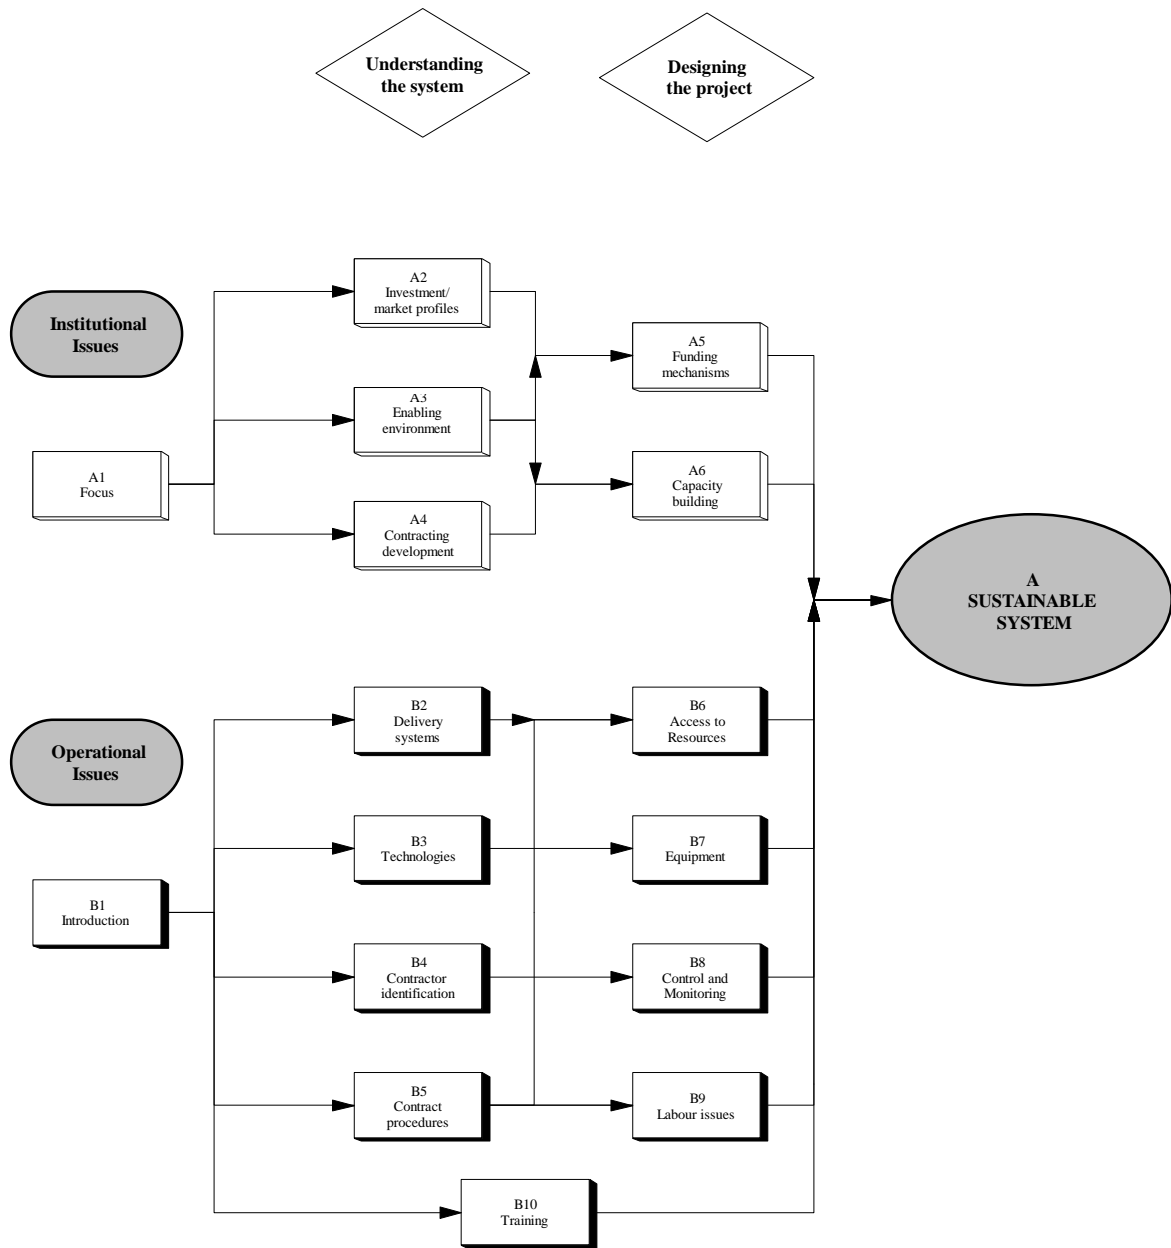 Understanding
the system
Designing
the project
Institutional
Issues
A1
Focus
A2
Investment/
market profiles
A3
Enabling
environment
A4
Contracting
development
A5
Funding
mechanisms
A6
Capacity
building
A
SUSTAINABLE
SYSTEM
Operational
Issues
B1
Introduction
B2
Delivery
systems
B3
Technologies
B4
Contractor
identification
B5
Contract
procedures
B6
Access to
Resources
B7
Equipment
B8
Control and
Monitoring
B9
Labour issues
B10
Training